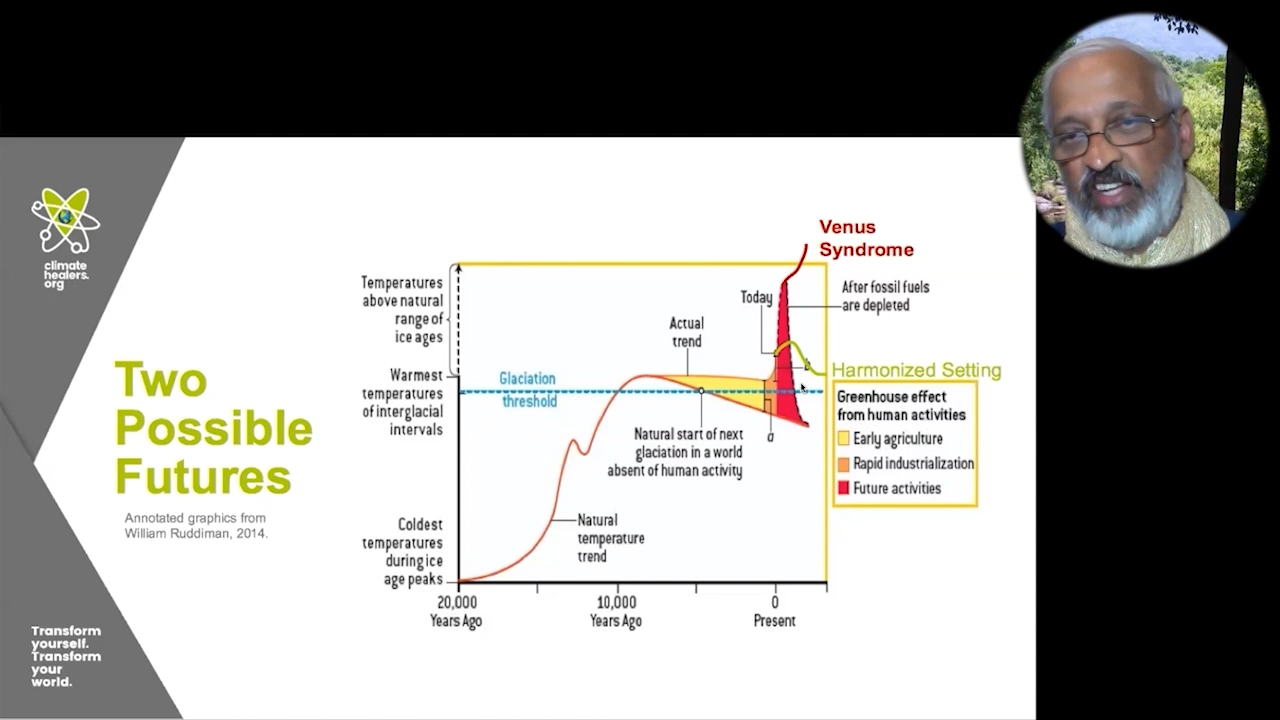 climate
healers.
org
Two
Possible
Futures
Annotated graphics from
William Ruddiman, 2014.
Transform
yourself.
Transform
your
world.
Venus
Syndrome
Temperatures
above natural
range of
ice ages
Warmest
temperatures
of interglacial
intervals
Coldest
temperatures
during ice
age peaks
Glaciation
threshold
Actual
trend
Today
After fossil fuels
are depleted
b
Harmonized Setting
a
Natural start of next
glaciation in a world
absent of human activity
Natural
temperature
trend
Greenhouse effect
from human activities
Early agriculture
Rapid industrialization
Future activities
20,000
Years Ago
10,000
Years Ago
0
Present